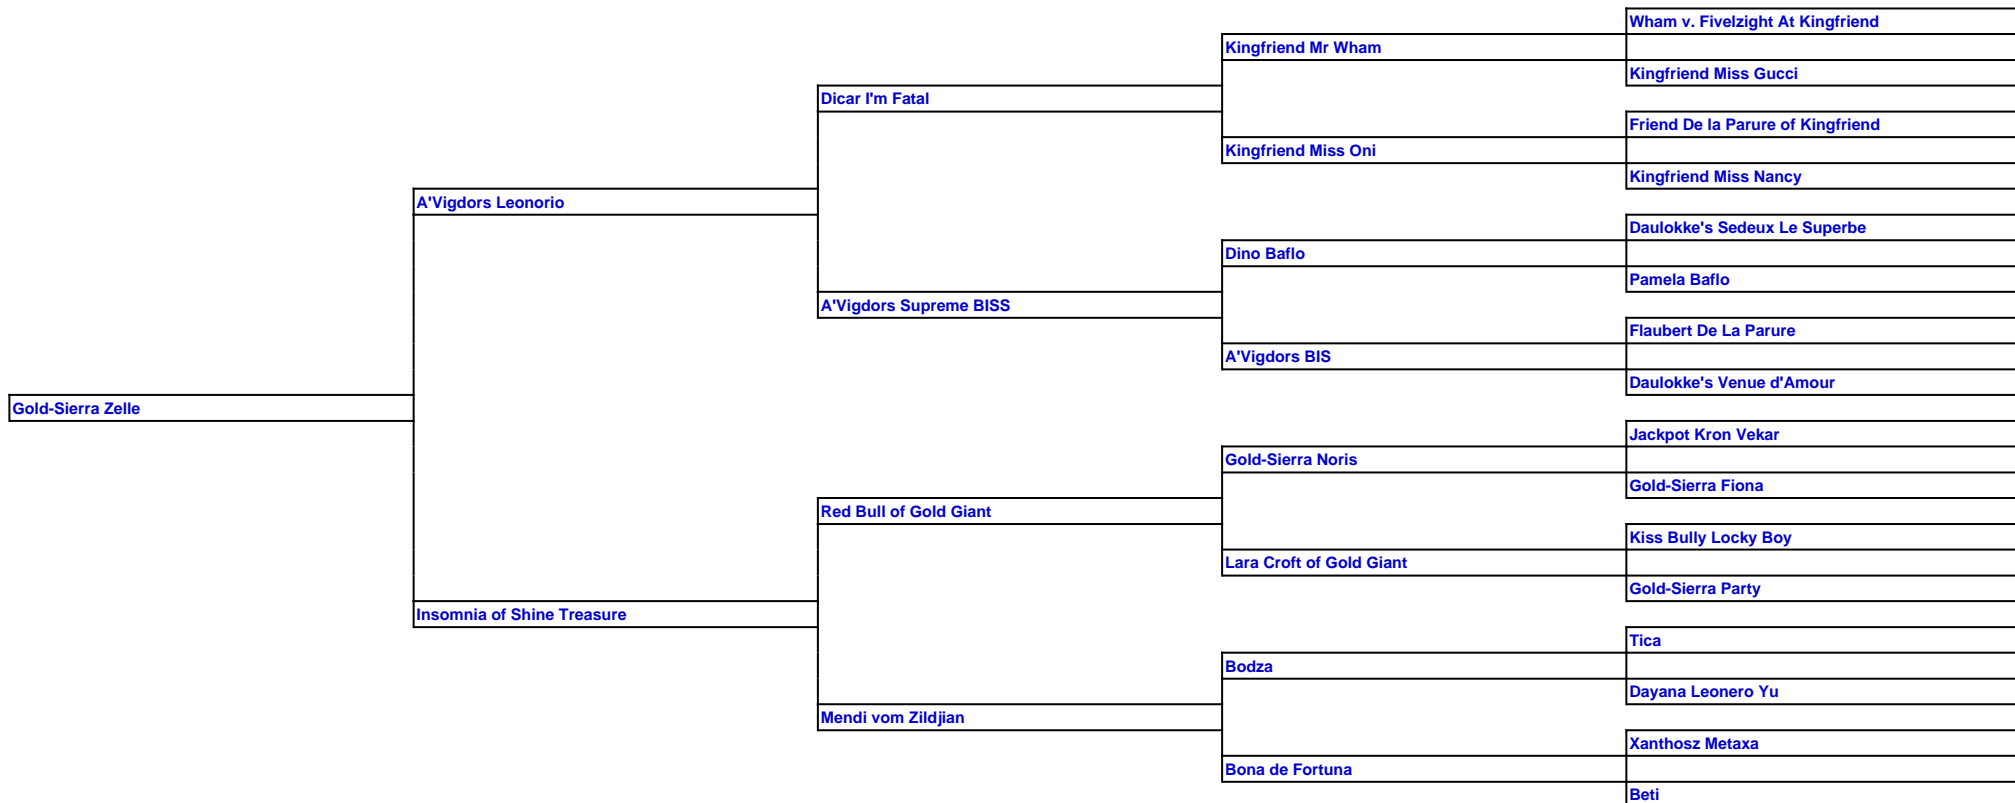 Wham v. Fivelzight At Kingfriend
Kingfriend Mr Wham
Kingfriend Miss Gucci
Dicar I'm Fatal
Friend De la Parure of Kingfriend
Kingfriend Miss Oni
Kingfriend Miss Nancy
A'Vigdors Leonorio
Daulokke's Sedeux Le Superbe
Dino Baflo
Pamela Baflo
A'Vigdors Supreme BISS
Flaubert De La Parure
A'Vigdors BIS
Daulokke's Venue d'Amour
Gold-Sierra Zelle
Jackpot Kron Vekar
Gold-Sierra Noris
Gold-Sierra Fiona
Red Bull of Gold Giant
Kiss Bully Locky Boy
Lara Croft of Gold Giant
Gold-Sierra Party
Insomnia of Shine Treasure
Tica
Bodza
Dayana Leonero Yu
Mendi vom Zildjian
Xanthosz Metaxa
Bona de Fortuna
Beti